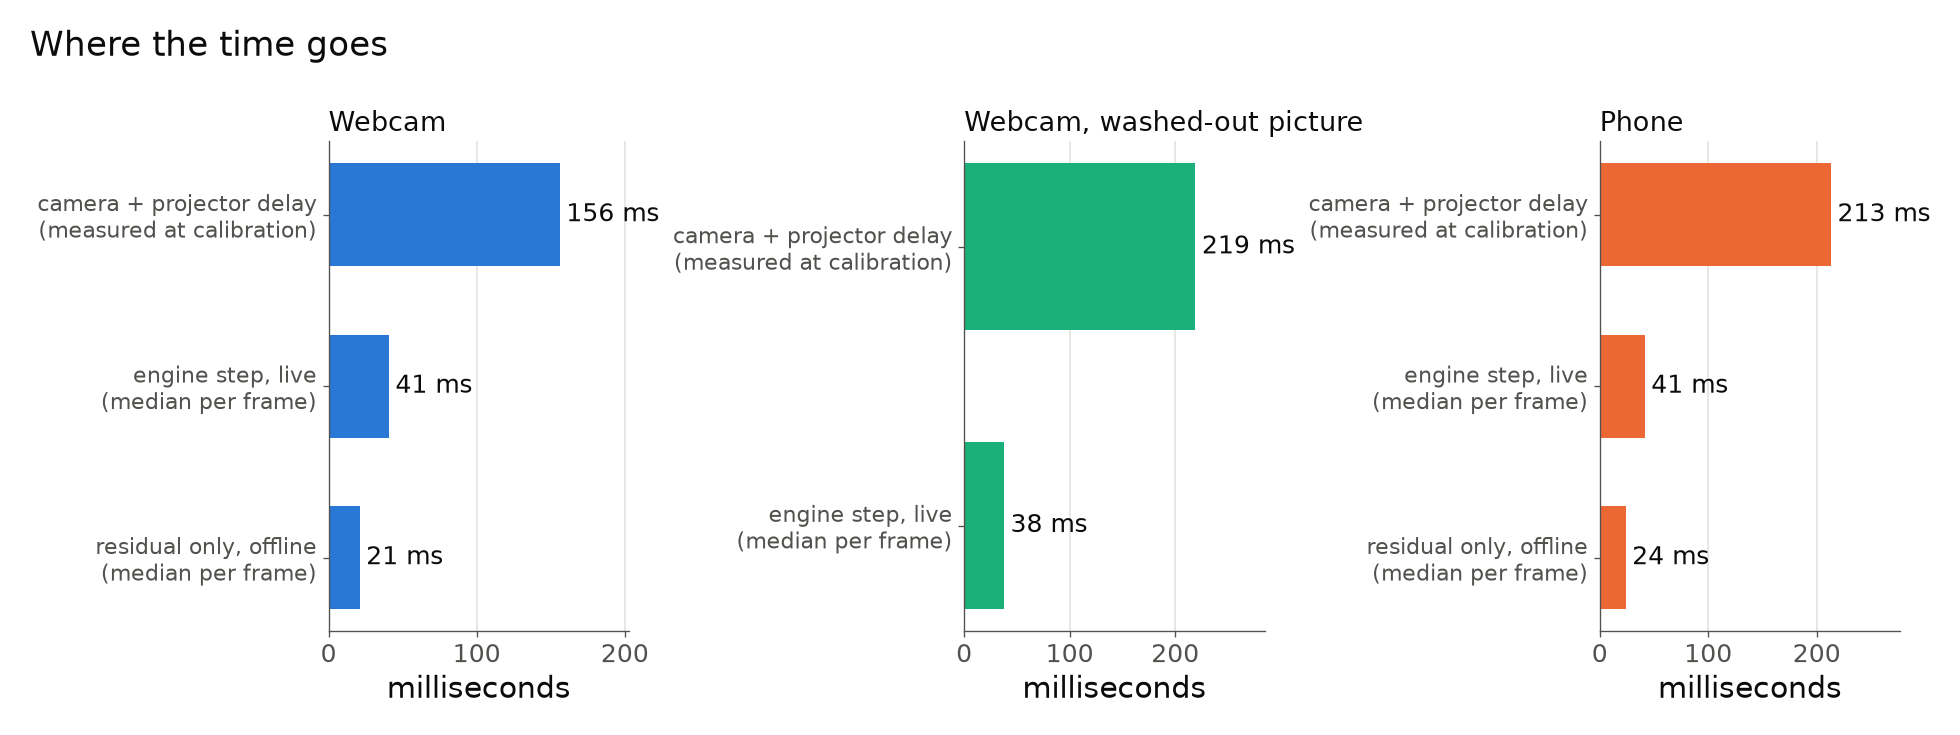 Where the time goes
Webcam
camera + projector delay
(measured at calibration)
156 ms
engine step, live
(median per frame)
41 ms
residual only, offline
(median per frame)
21 ms
0 100 200
milliseconds
Webcam, washed-out picture
camera + projector delay
(measured at calibration)
219 ms
engine step, live
(median per frame)
38 ms
0 100 200
milliseconds
Phone
camera + projector delay
(measured at calibration)
213 ms
engine step, live
(median per frame)
41 ms
residual only, offline
(median per frame)
24 ms
0 100 200
milliseconds